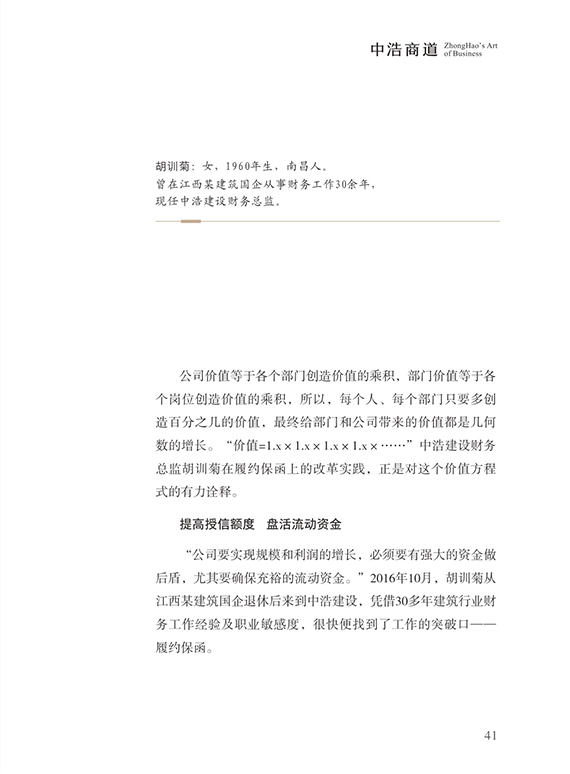 中浩商道 ZhongHao's Art
of Business
胡训菊：女，1960年生，南昌人。
曾在江西某建筑国企从事财务工作30余年，
现任中浩建设财务总监。
公司价值等于各个部门创造价值的乘积，部门价值等于各
个岗位创造价值的乘积，所以，每个人、每个部门只要多创
造百分之几的价值，最终给部门和公司带来的价值都是几何
数的增长。“价值=1.x × 1.x × 1.x × 1.x × ……”中浩建设财务
总监胡训菊在履约保函上的改革实践，正是对这个价值方程
式的有力诠释。
提高授信额度　盘活流动资金
“公司要实现规模和利润的增长，必须要有强大的资金做
后盾，尤其要确保充裕的流动资金。”2016年10月，胡训菊从
江西某建筑国企退休后来到中浩建设，凭借30多年建筑行业财
务工作经验及职业敏感度，很快便找到了工作的突破口——
履约保函。
41